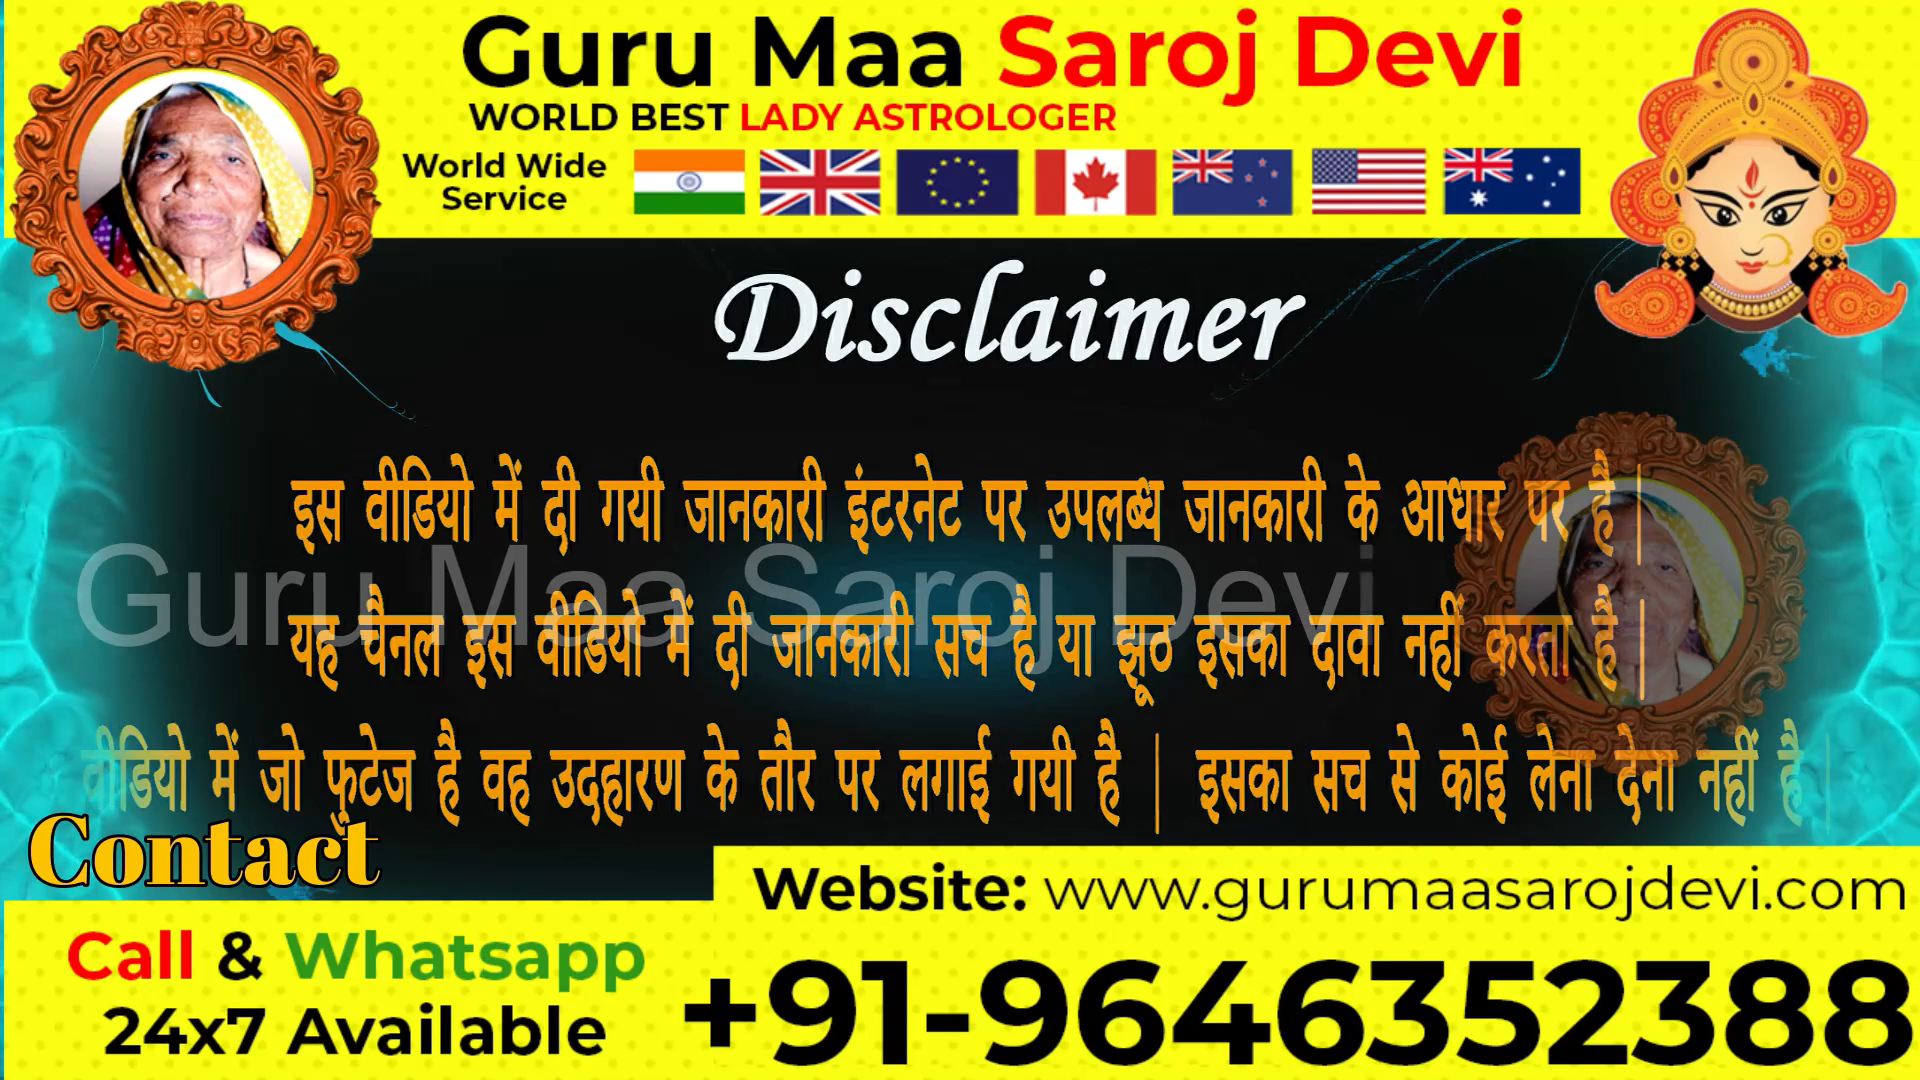 Guru Maa Saroj Devi
WORLD BEST LADY ASTROLOGER
World Wide
Service
Disclaimer
इस वीडियो में दी गयी जानकारी इंटरनेट पर उपलब्ध जानकारी के आधार पर है |
Guru Maa Saroj Devi
यह चैनल इस वीडियो में दी जानकारी सच है या झूठ इसका दावा नहीं करता है |
वीडियो में जो फुटेज है वह उदहारण के तौर पर लगाई गयी है | इसका सच से कोई लेना देना नहीं है |
Contact
Website: www.gurumaasarojdevi.com
Call & Whatsapp
24x7 Available
+91-9646352388